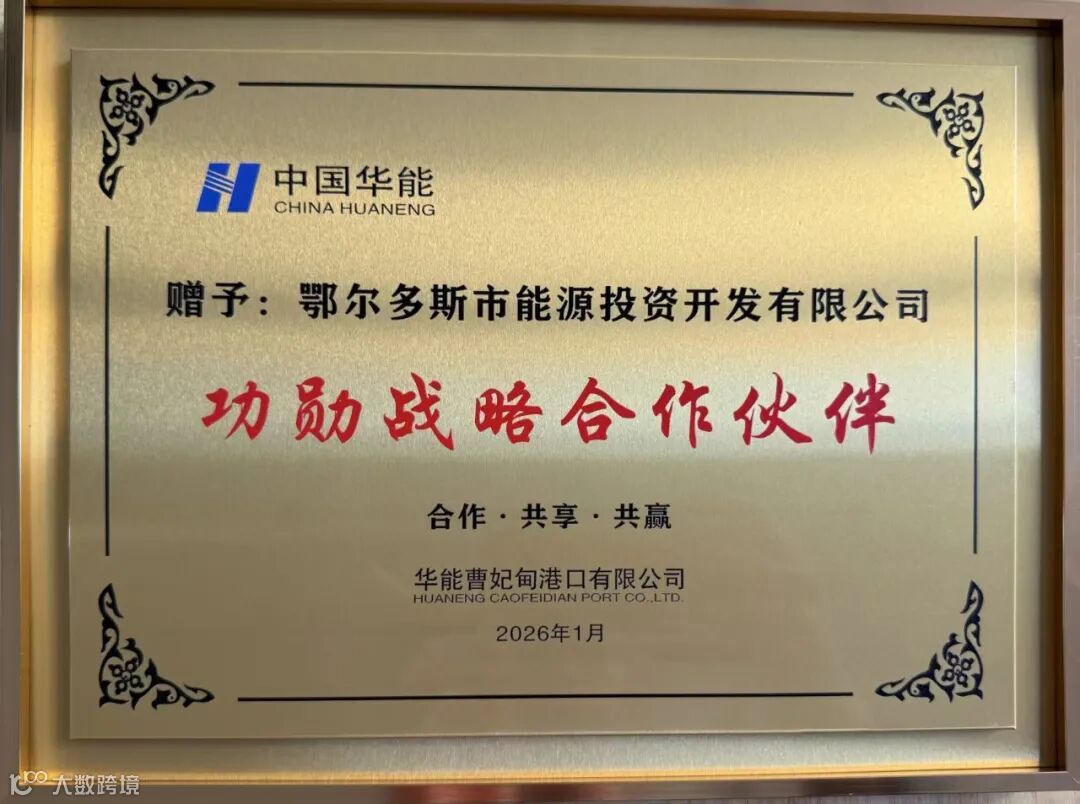 中国华能
CHINA HUANENG
赠予：鄂尔多斯市能源投资开发有限公司
功勋战略合作伙伴
合作·共享·共赢
华能曹妃甸港口有限公司
HUANENG CAOFEIDIAN PORT CO.,LTD.
2026年1月
大数跨境